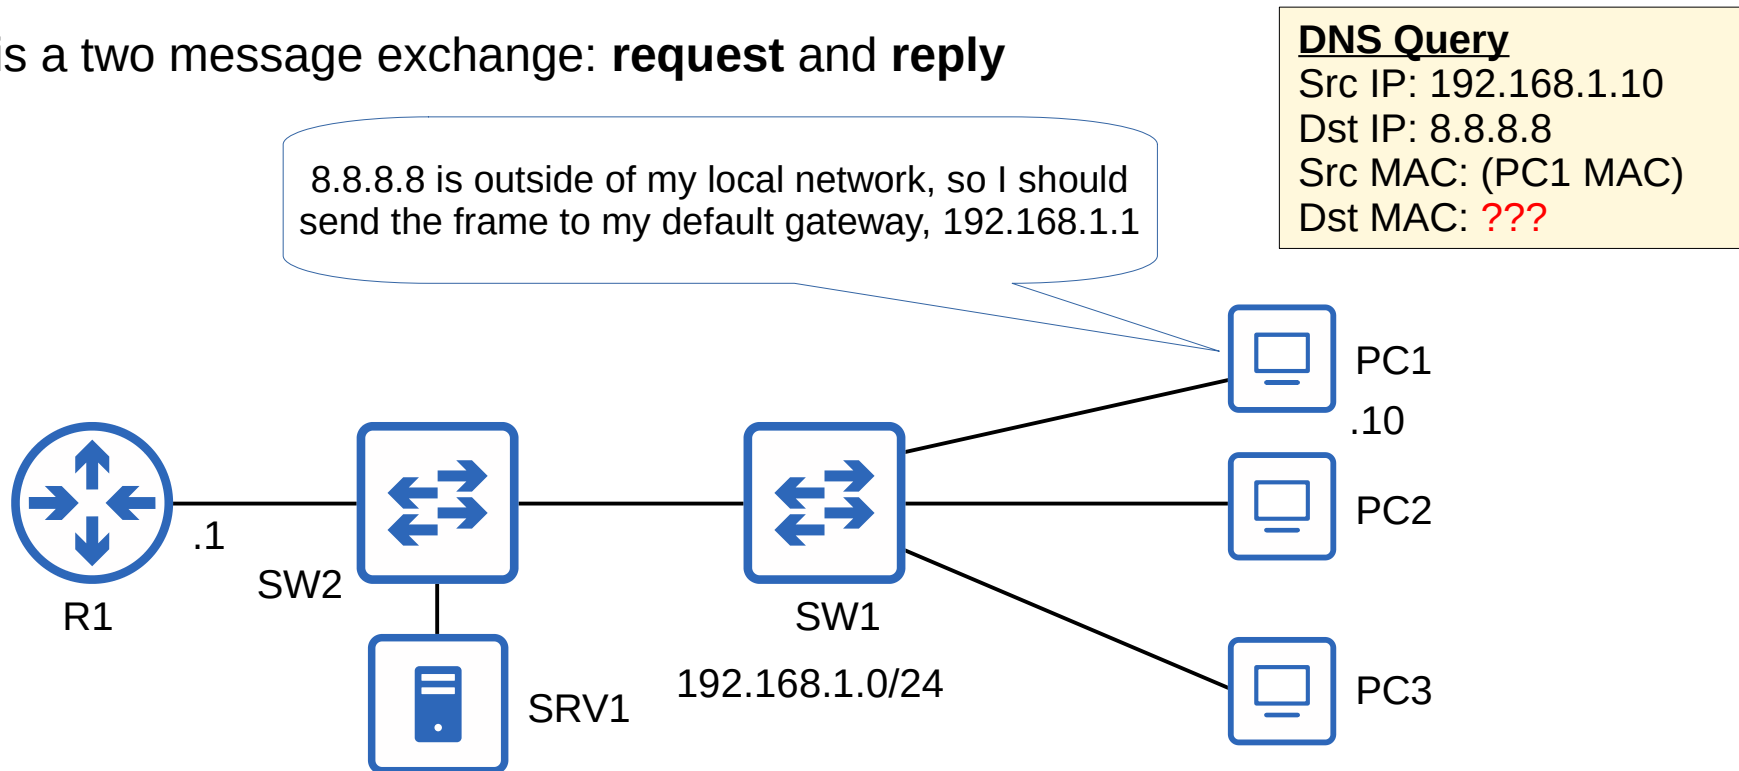 is a two message exchange: request and reply
DNS Query
Src IP: 192.168.1.10
Dst IP: 8.8.8.8
Src MAC: (PC1 MAC)
Dst MAC: ???
8.8.8.8 is outside of my local network, so I should
send the frame to my default gateway, 192.168.1.1
PC1
.10
PC2
.1
SW2
R1
SW1
192.168.1.0/24
SRV1
PC3